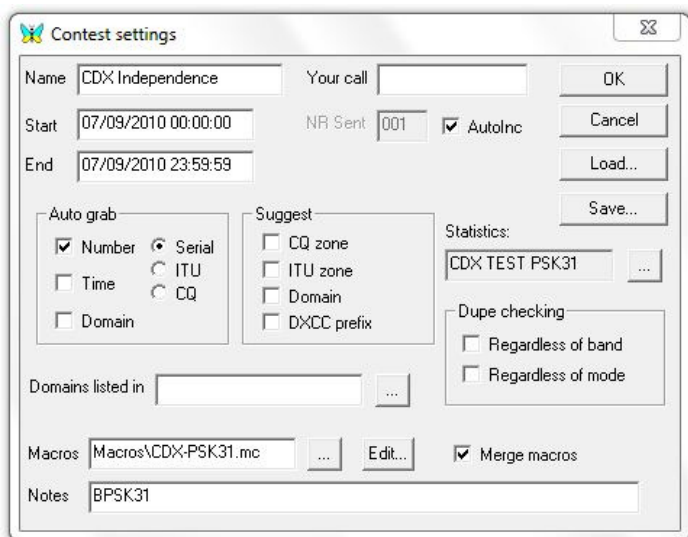 Contest settings
Name CDX Independence Your call OK
Start 07/09/2010 00:00:00 NR Sent 001 AutoInc Cancel
End 07/09/2010 23:59:59 Load...
Save...
Auto grab
Number Serial
Time ITU
CQ
Domain
Suggest
CQ zone
ITU zone
Domain
DXCC prefix
Statistics:
CDX TEST PSK31 ...
Dupe checking
Regardless of band
Regardless of mode
Domains listed in ...
Macros Macros\CDX-PSK31.mc ... Edit... Merge macros
Notes BPSK31